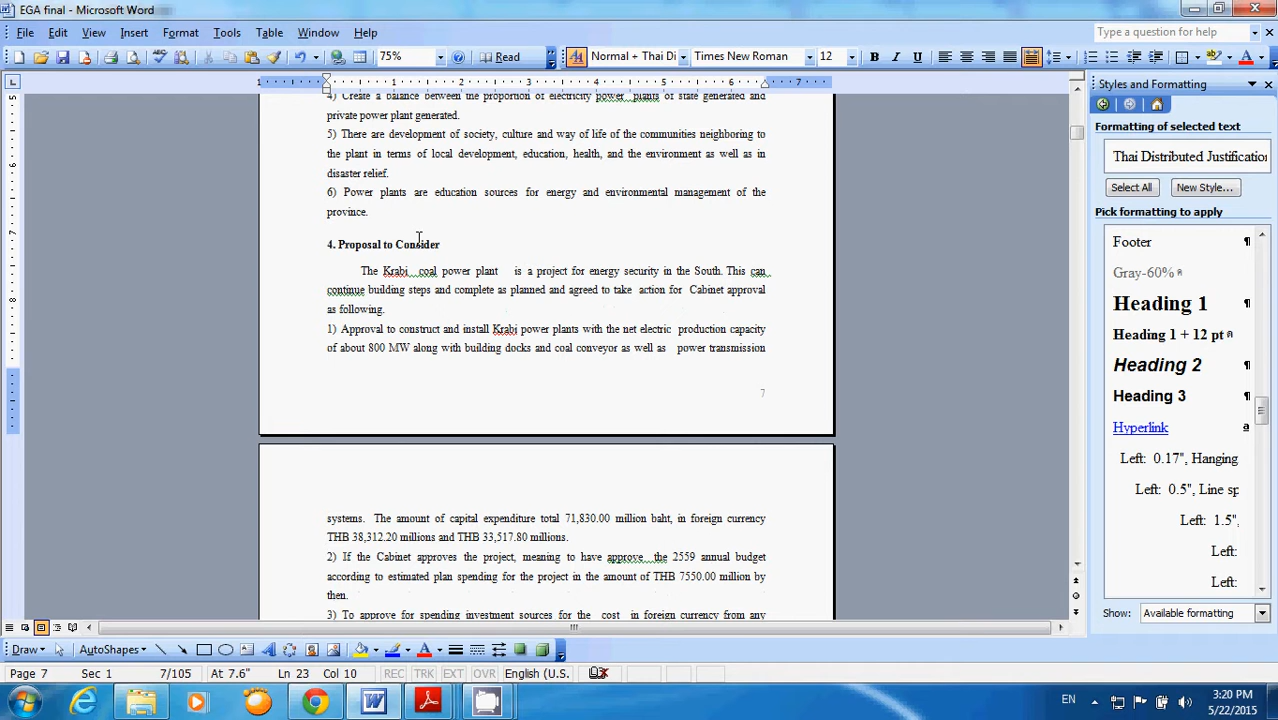 EGA final - Microsoft Word
File Edit View Insert Format Tools Table Window Help
Type a question for help
75% Read Normal + Thai Di Times New Roman 12 B I U
1 1 2 3 4 5 6 7
4) Create a balance between the proportion of electricity power plants of state generated and
private power plant generated.
5) There are development of society, culture and way of life of the communities neighboring to
the plant in terms of local development, education, health, and the environment as well as in
disaster relief.
6) Power plants are education sources for energy and environmental management of the
province.
4. Proposal to Consider
The Krabi coal power plant is a project for energy security in the South. This can
continue building steps and complete as planned and agreed to take action for Cabinet approval
as following.
1) Approval to construct and install Krabi power plants with the net electric production capacity
of about 800 MW along with building docks and coal conveyor as well as power transmission
7
systems. The amount of capital expenditure total 71,830.00 million baht, in foreign currency
THB 38,312.20 millions and THB 33,517.80 millions.
2) If the Cabinet approves the project, meaning to have approve the 2559 annual budget
according to estimated plan spending for the project in the amount of THB 7550.00 million by
then.
3) To approve for spending investment sources for the cost in foreign currency from any
Styles and Formatting
Formatting of selected text
Thai Distributed Justification
Select All New Style...
Pick formatting to apply
Footer ¶
Gray-60% a
Heading 1 ¶
Heading 1 + 12 pt a
Heading 2 ¶
Heading 3 ¶
Hyperlink a
Left: 0.17", Hanging
Left: 0.5", Line sp
Left: 1.5",
Left:
Left:
Show: Available formatting
Draw AutoShapes
Page 7 Sec 1 7/105 At 7.6" Ln 23 Col 10 REC TRK EXT OVR English (U.S.
EN 3:20 PM
5/22/2015